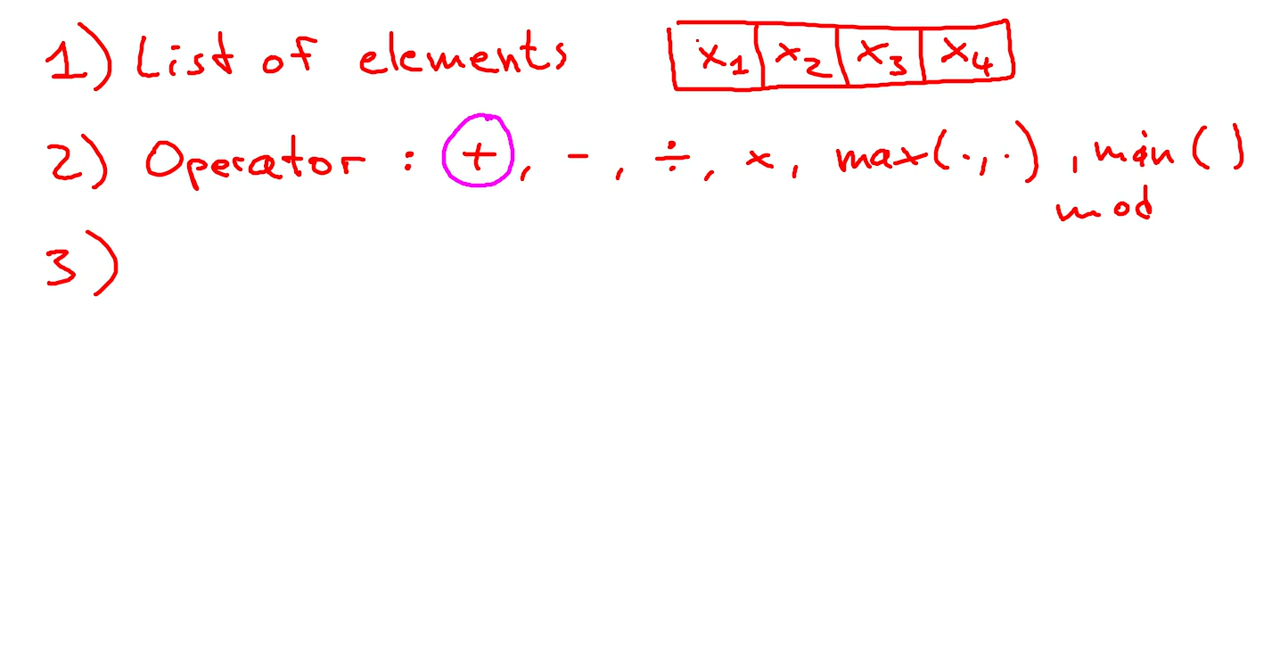 1) List of elements x1 x2 x3 x4
2) Operator : +, -, ÷, x, max(·,·), min()
mod
3)